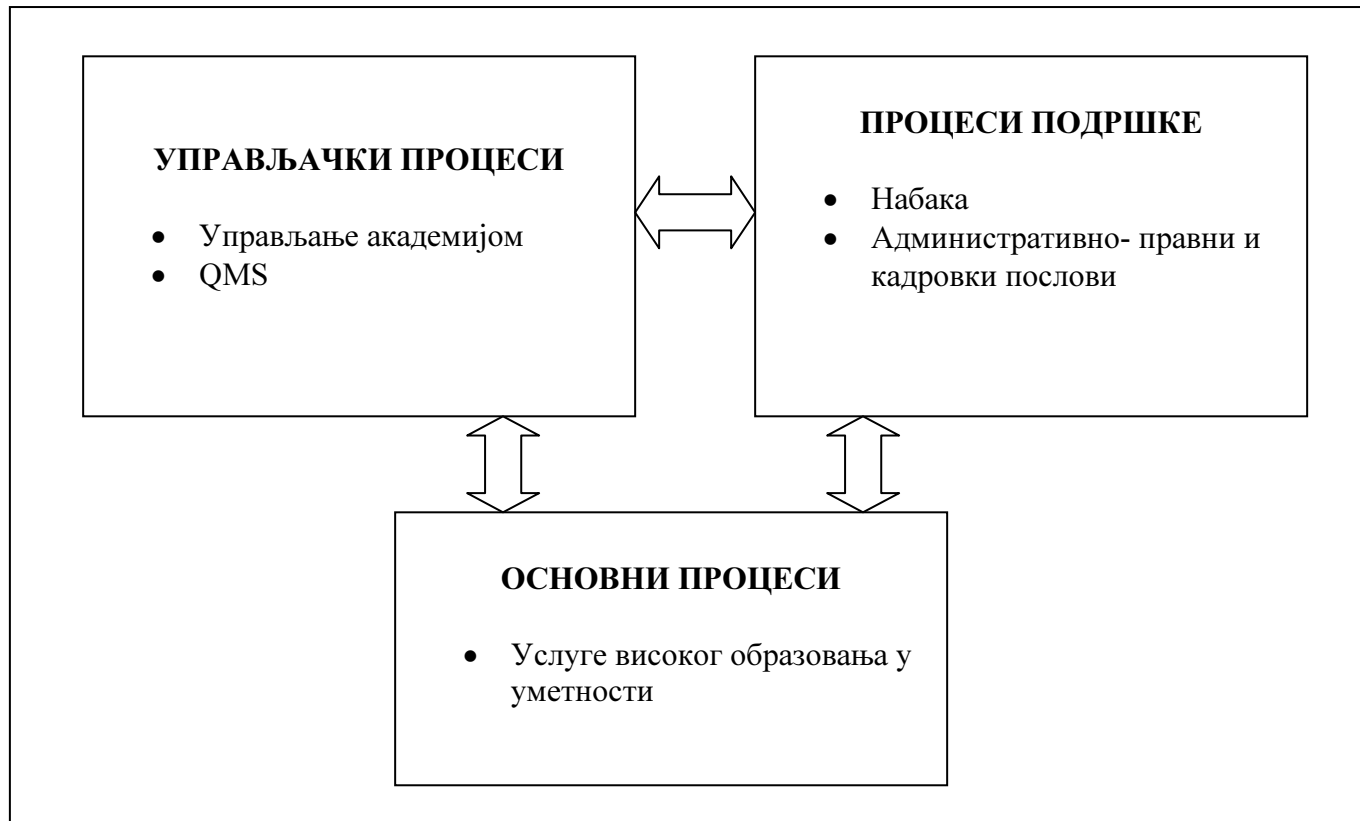 УПРАВЉАЧКИ ПРОЦЕСИ
• Управљање академијом
• QMS
ПРОЦЕСИ ПОДРШКЕ
• Набака
• Административно- правни и
кадровки послови
ОСНОВНИ ПРОЦЕСИ
• Услуге високог образовања у
уметности